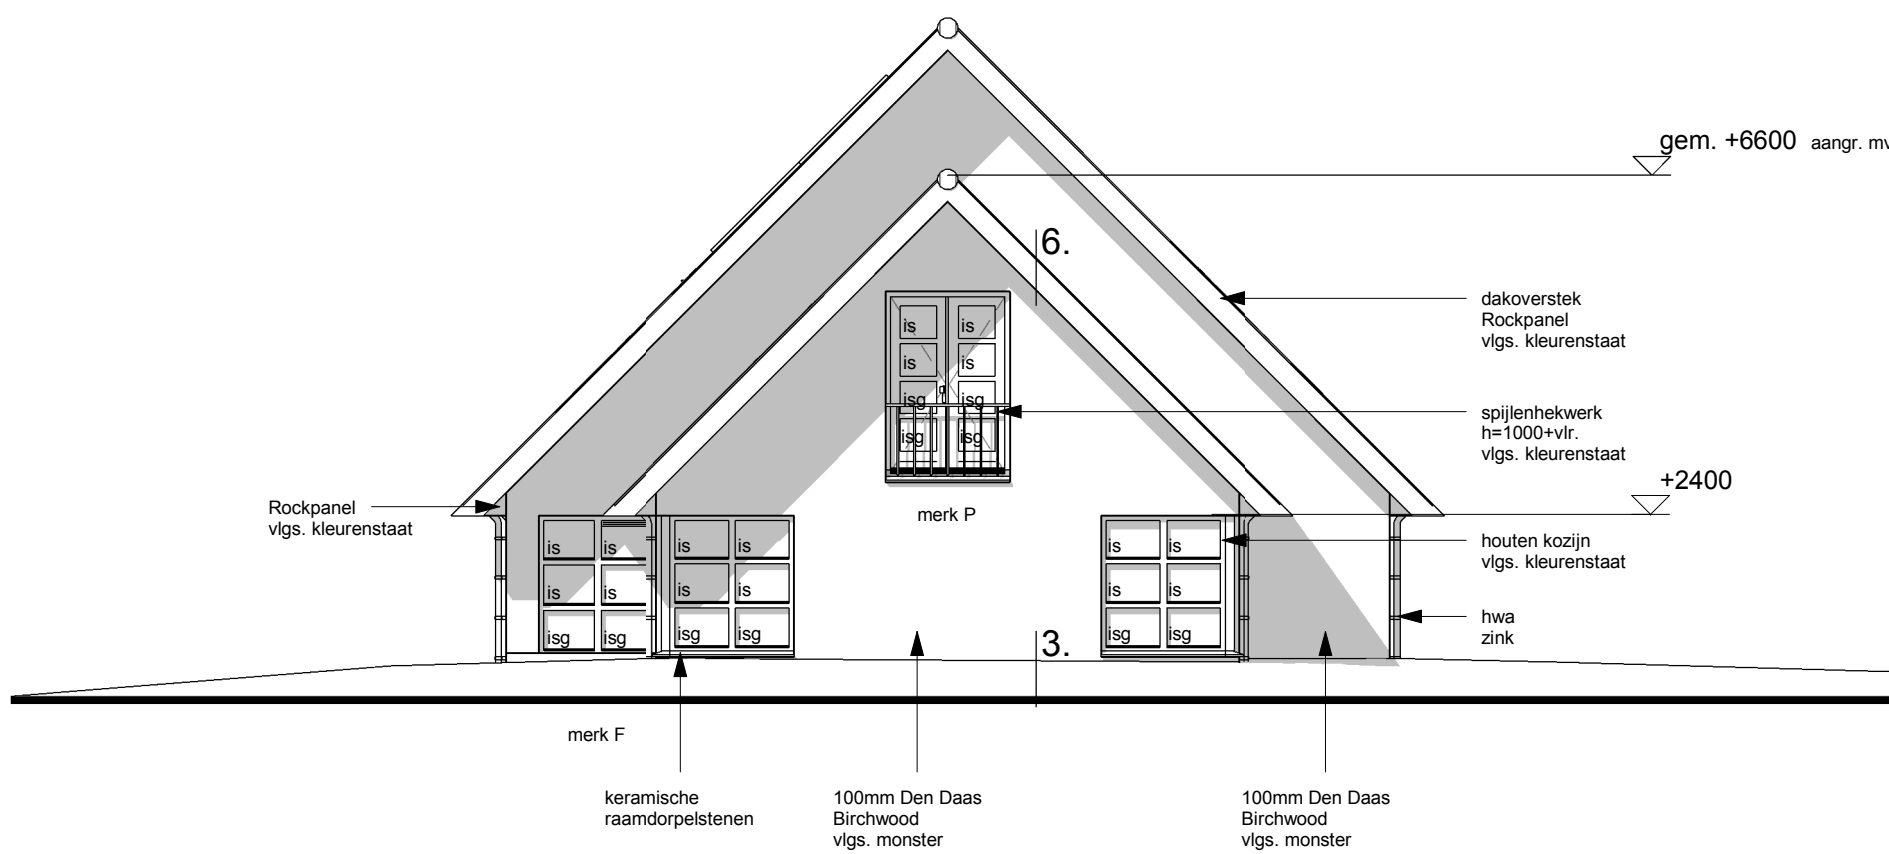 gem. +6600 aangr. mv
6.
dakoverstek
Rockpanel
vlgs. kleurenstaat
is is
is is
isg isg
isg isg
spijlenhekwerk
h=1000+vlr.
vlgs. kleurenstaat
+2400
Rockpanel
vlgs. kleurenstaat
merk P
is is is is is is
is is is is is is
isg isg isg isg isg isg
houten kozijn
vlgs. kleurenstaat
hwa
zink
3.
merk F
keramische
raamdorpelstenen
100mm Den Daas
Birchwood
vlgs. monster
100mm Den Daas
Birchwood
vlgs. monster